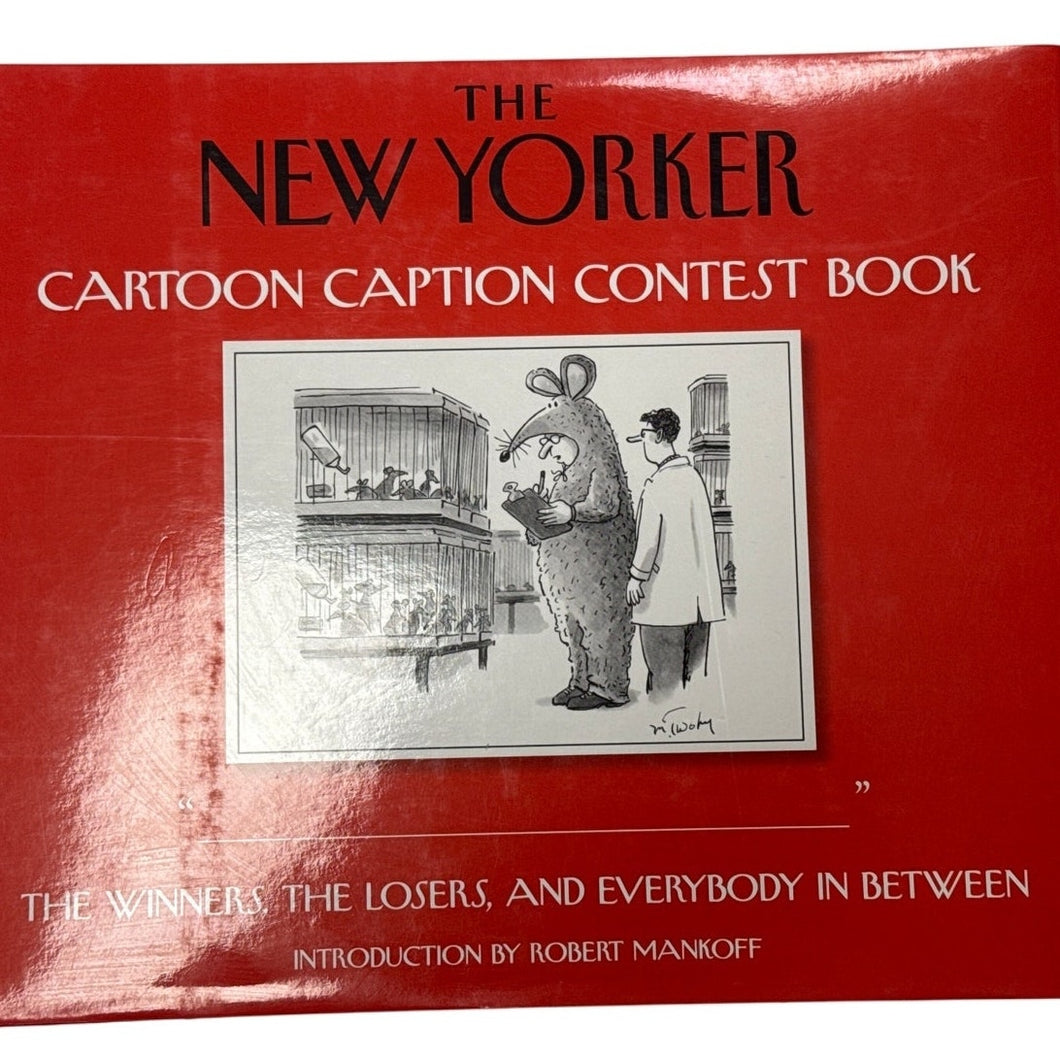 THE
NEW YORKER
CARTOON CAPTION CONTEST BOOK
M. Twohy
“ ”
THE WINNERS, THE LOSERS, AND EVERYBODY IN BETWEEN
INTRODUCTION BY ROBERT MANKOFF